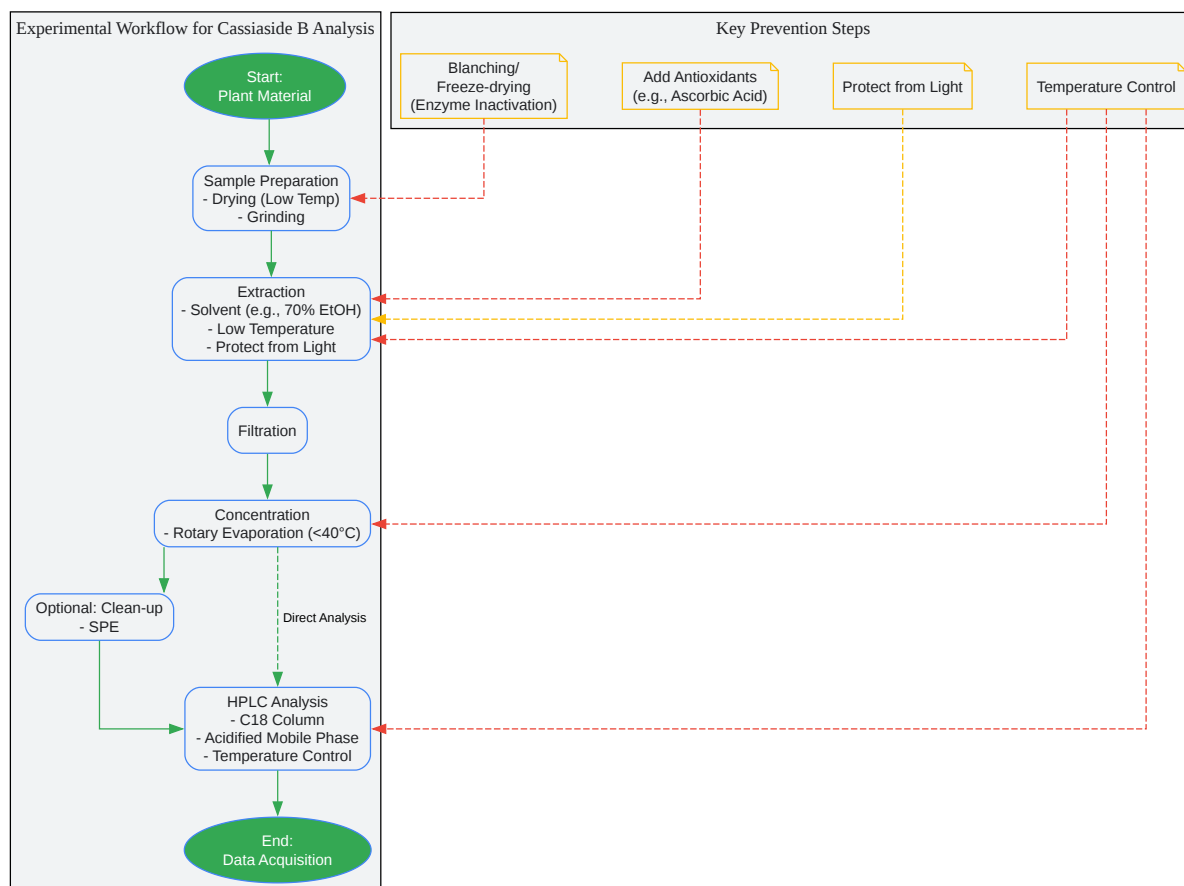 Experimental Workflow for Cassiaside B Analysis
Start:
Plant Material
Sample Preparation
- Drying (Low Temp)
- Grinding
Extraction
- Solvent (e.g., 70% EtOH)
- Low Temperature
- Protect from Light
Filtration
Concentration
- Rotary Evaporation (<40°C)
Optional: Clean-up
- SPE
Direct Analysis
HPLC Analysis
- C18 Column
- Acidified Mobile Phase
- Temperature Control
End:
Data Acquisition
Key Prevention Steps
Blanching/
Freeze-drying
(Enzyme Inactivation)
Add Antioxidants
(e.g., Ascorbic Acid)
Protect from Light
Temperature Control